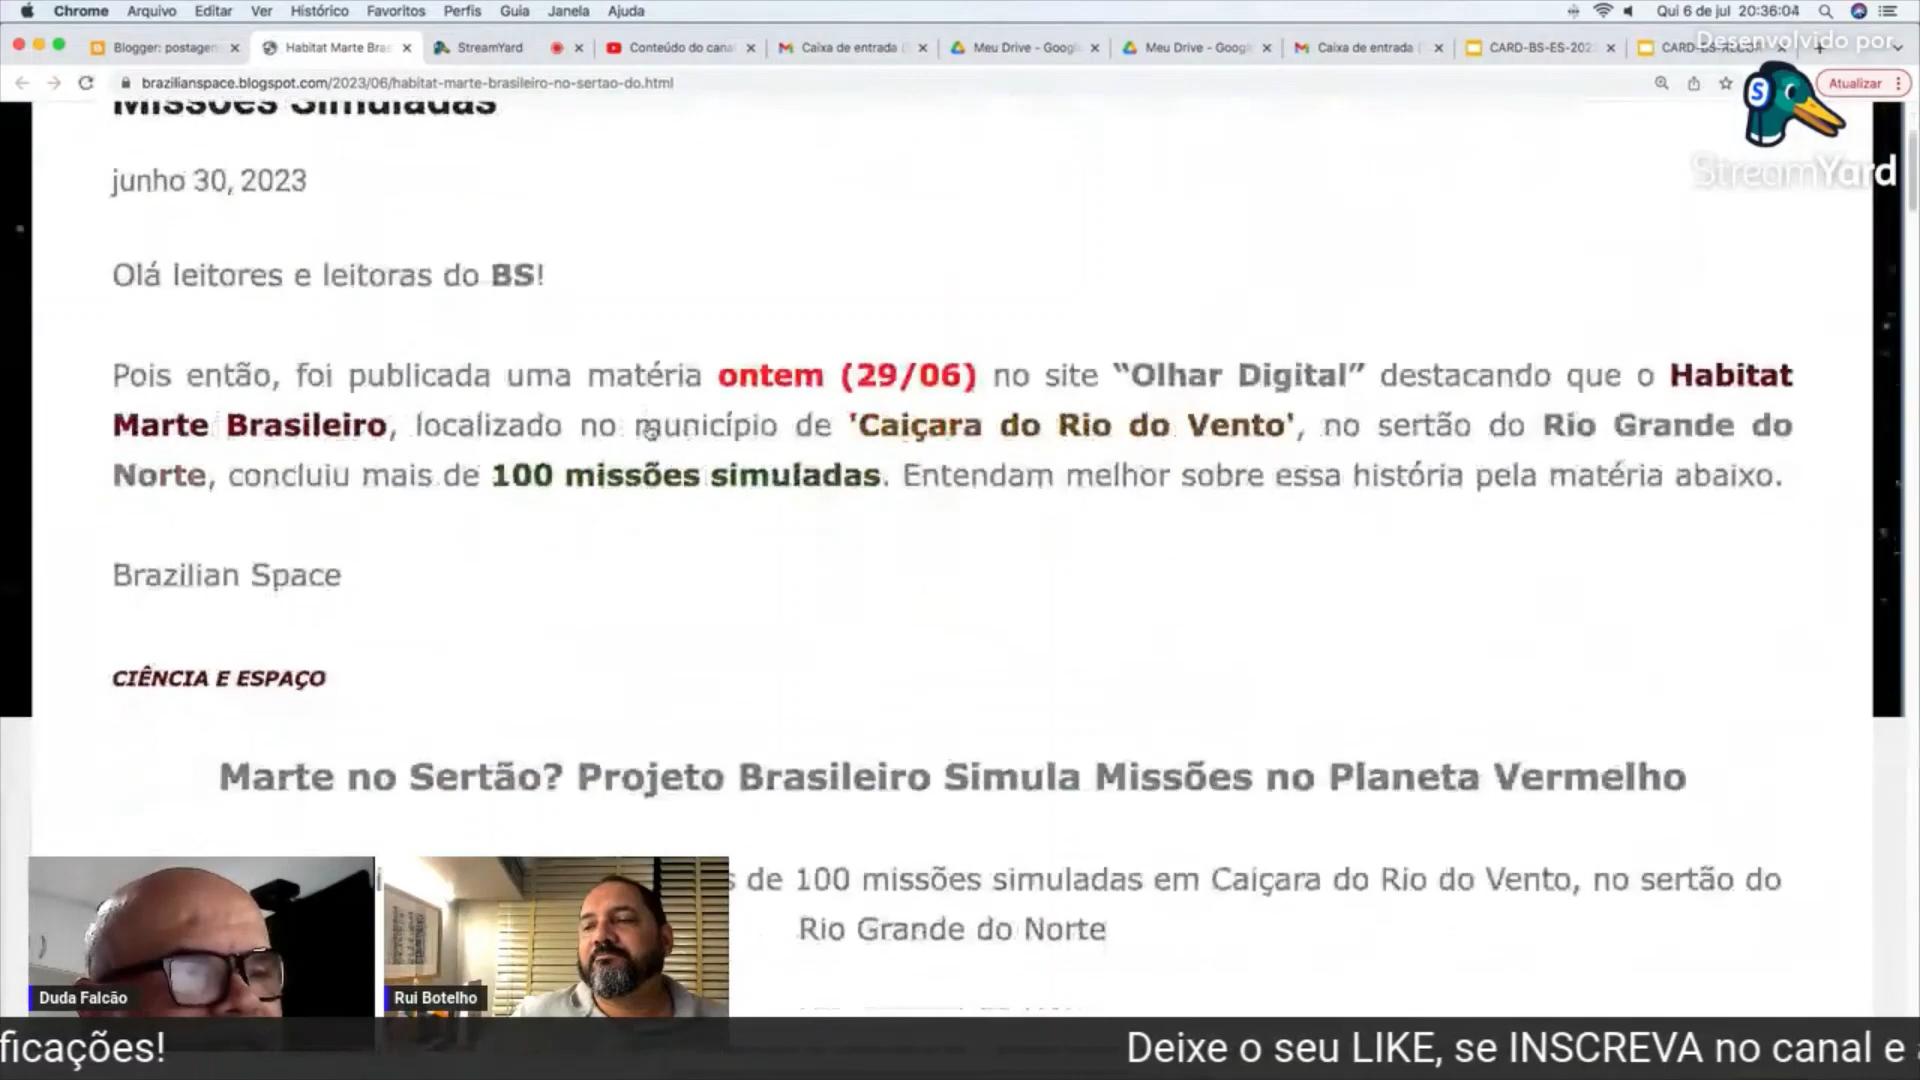 Chrome Arquivo Editar Ver Histórico Favoritos Perfis Guia Janela Ajuda Qui 6 de jul 20:36:04
Blogger: postagen Habitat Marte Bras StreamYard Conteúdo do cana Caixa de entrada Meu Drive - Googl Meu Drive - Googl Caixa de entrada CARD-BS-ES-202
Desenvolvido por
brazilianspace.blogspot.com/2023/06/habitat-marte-brasileiro-no-sertao-do.html Atualizar
Missões Simuladas
StreamYard
junho 30, 2023
Olá leitores e leitoras do BS!
Pois então, foi publicada uma matéria ontem (29/06) no site “Olhar Digital” destacando que o Habitat
Marte Brasileiro, localizado no município de 'Caiçara do Rio do Vento', no sertão do Rio Grande do
Norte, concluiu mais de 100 missões simuladas. Entendam melhor sobre essa história pela matéria abaixo.
Brazilian Space
CIÊNCIA E ESPAÇO
Marte no Sertão? Projeto Brasileiro Simula Missões no Planeta Vermelho
s de 100 missões simuladas em Caiçara do Rio do Vento, no sertão do
Rio Grande do Norte
Duda Falcão
Rui Botelho
ficações! Deixe o seu LIKE, se INSCREVA no canal e